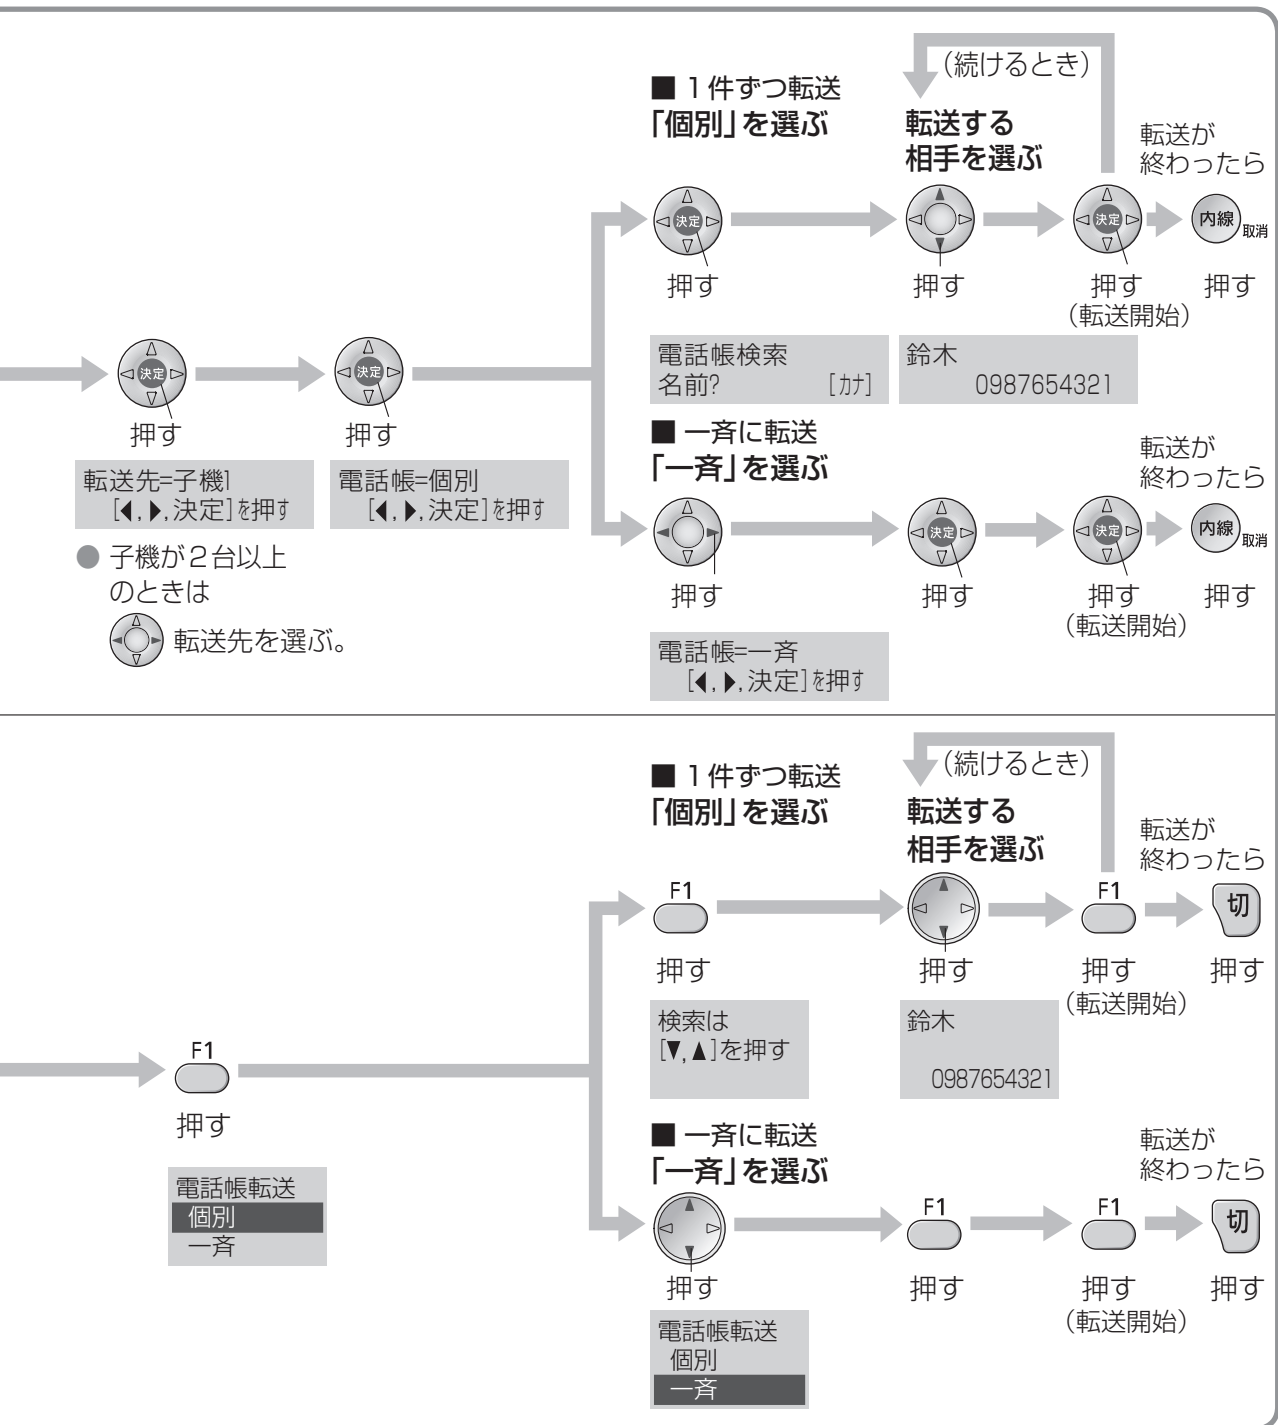 ■ 1件ずつ転送
「個別」を選ぶ
(続けるとき)
転送する
相手を選ぶ
転送が
終わったら
決定
押す
押す
決定
押す
(転送開始)
内線
取消
押す
電話帳検索
名前? [カナ]
鈴木
0987654321
決定
押す
転送先=子機1
[◀,▶,決定]を押す
● 子機が2台以上
のときは
転送先を選ぶ。
決定
押す
電話帳=個別
[◀,▶,決定]を押す
■ 一斉に転送
「一斉」を選ぶ
転送が
終わったら
押す
決定
押す
決定
押す
(転送開始)
内線
取消
押す
電話帳=一斉
[◀,▶,決定]を押す
■ 1件ずつ転送
「個別」を選ぶ
(続けるとき)
転送する
相手を選ぶ
転送が
終わったら
F1
押す
押す
F1
押す
(転送開始)
切
押す
検索は
[▼,▲]を押す
鈴木
0987654321
F1
押す
電話帳転送
個別
一斉
■ 一斉に転送
「一斉」を選ぶ
転送が
終わったら
押す
F1
押す
F1
押す
(転送開始)
切
押す
電話帳転送
個別
一斉